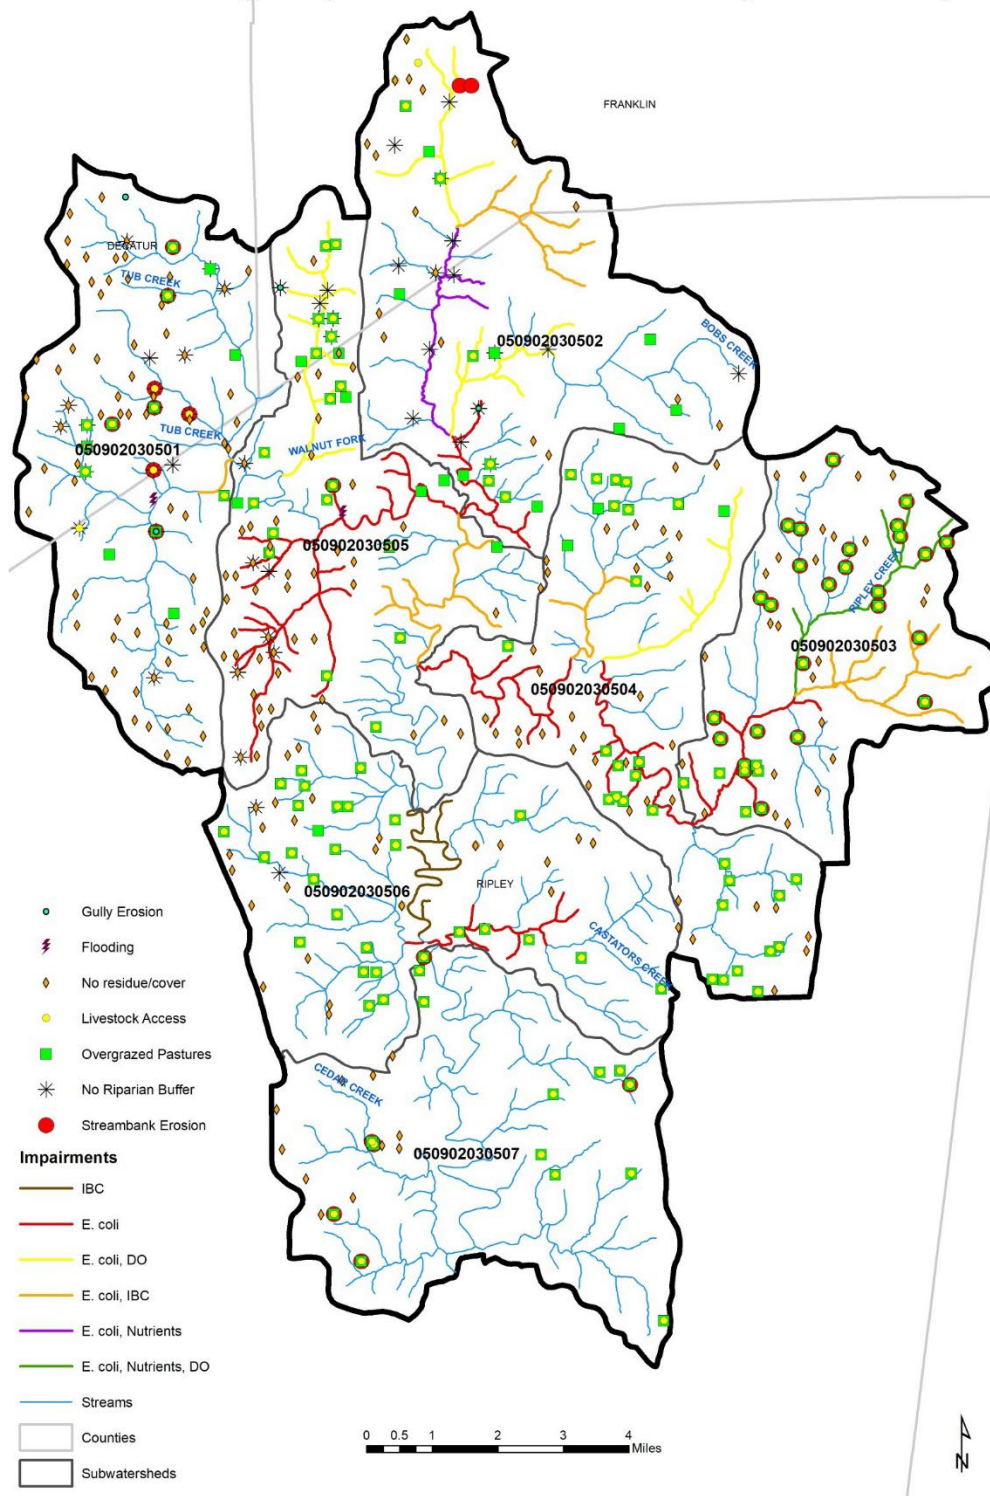 FRANKLIN
DECATUR
TUB CREEK
BOBS CREEK
050902030502
TUB CREEK
WALNUT FORK
050902030501
050902030505
RIPLEY CREEK
050902030503
050902030504
RIPLEY
050902030506
CASTATORS CREEK
CEDAR CREEK
050902030507
Gully Erosion
Flooding
No residue/cover
Livestock Access
Overgrazed Pastures
No Riparian Buffer
Streambank Erosion
Impairments
IBC
E. coli
E. coli, DO
E. coli, IBC
E. coli, Nutrients
E. coli, Nutrients, DO
Streams
Counties
Subwatersheds
0 0.5 1 2 3 4
Miles
N